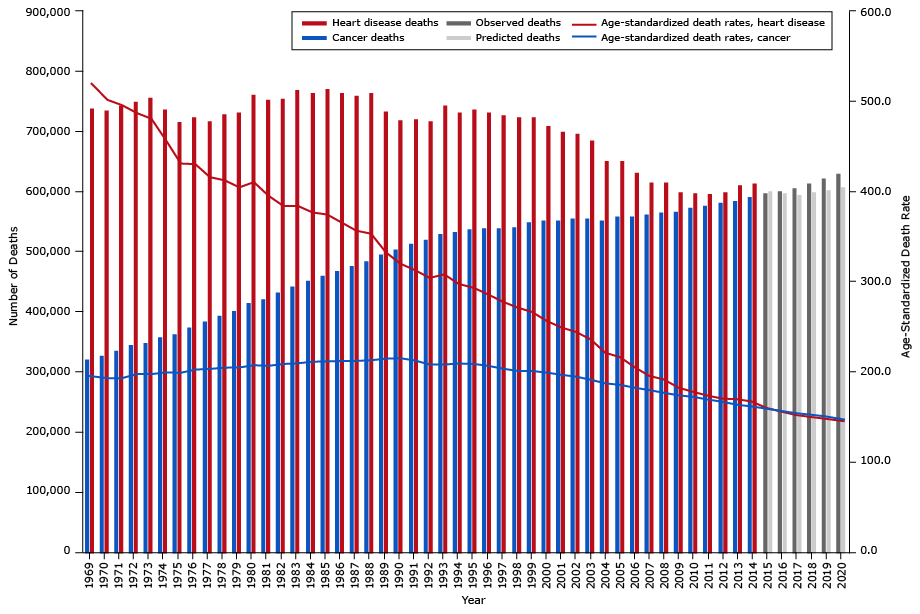 900,000
800,000
700,000
600,000
500,000
400,000
300,000
200,000
100,000
0
Number of Deaths
Heart disease deaths
Cancer deaths
Observed deaths
Predicted deaths
Age-standardized death rates, heart disease
Age-standardized death rates, cancer
600.0
500.0
400.0
300.0
200.0
100.0
0.0
Age-Standardized Death Rate
1969 1970 1971 1972 1973 1974 1975 1976 1977 1978 1979 1980 1981 1982 1983 1984 1985 1986 1987 1988 1989 1990 1991 1992 1993 1994 1995 1996 1997 1998 1999 2000 2001 2002 2003 2004 2005 2006 2007 2008 2009 2010 2011 2012 2013 2014 2015 2016 2017 2018 2019 2020
Year